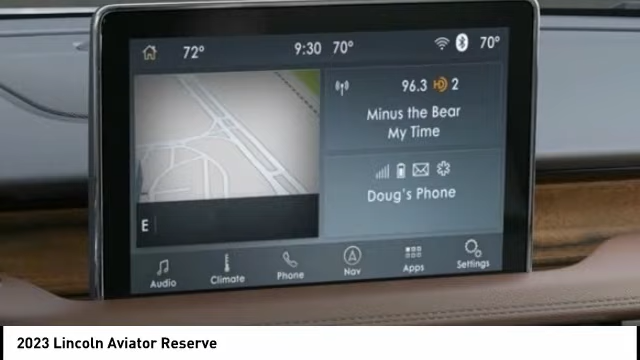 72° 9:30 70° 70°
96.3 HD 2
Minus the Bear
My Time
Doug's Phone
E
Audio Climate Phone Nav Apps Settings
2023 Lincoln Aviator Reserve